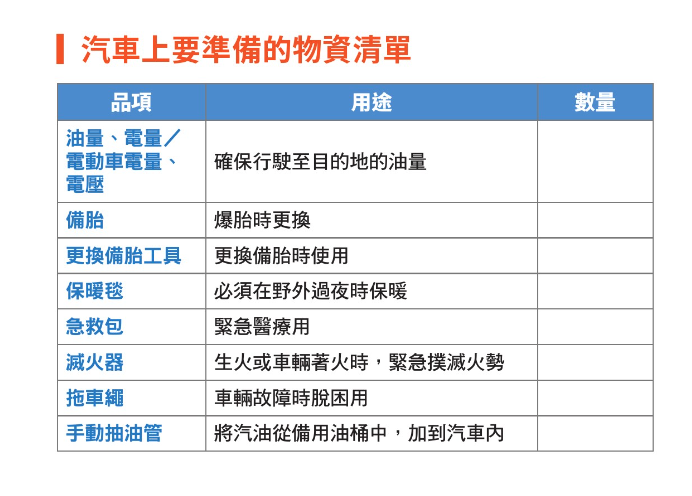 汽車上要準備的物資清單
品項 用途 數量
油量、電量／
電動車電量、
電壓
確保行駛至目的地的油量
備胎 爆胎時更換
更換備胎工具 更換備胎時使用
保暖毯 必須在野外過夜時保暖
急救包 緊急醫療用
滅火器 生火或車輛著火時，緊急撲滅火勢
拖車繩 車輛故障時脫困用
手動抽油管 將汽油從備用油桶中，加到汽車內